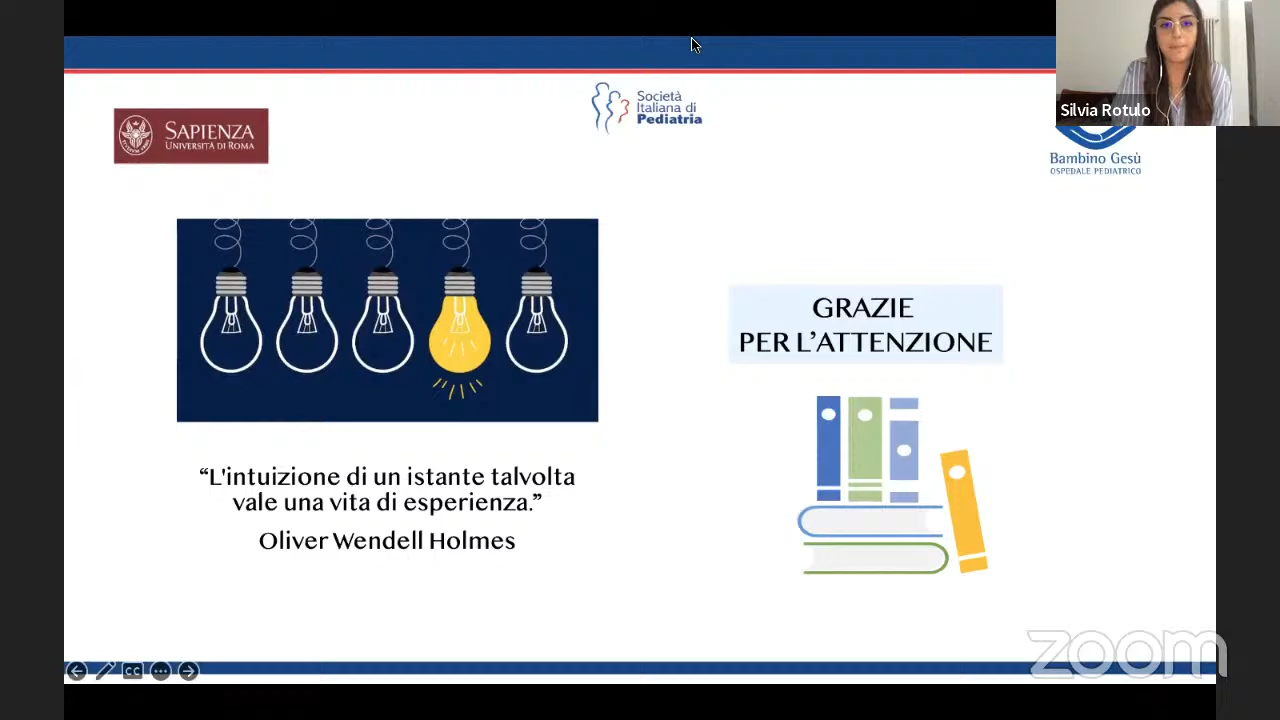 Silvia Rotulo
SAPIENZA
UNIVERSITÀ DI ROMA
Società
Italiana di
Pediatria
Bambino Gesù
OSPEDALE PEDIATRICO
GRAZIE
PER L’ATTENZIONE
“L'intuizione di un istante talvolta
vale una vita di esperienza.”
Oliver Wendell Holmes
CC
zoom